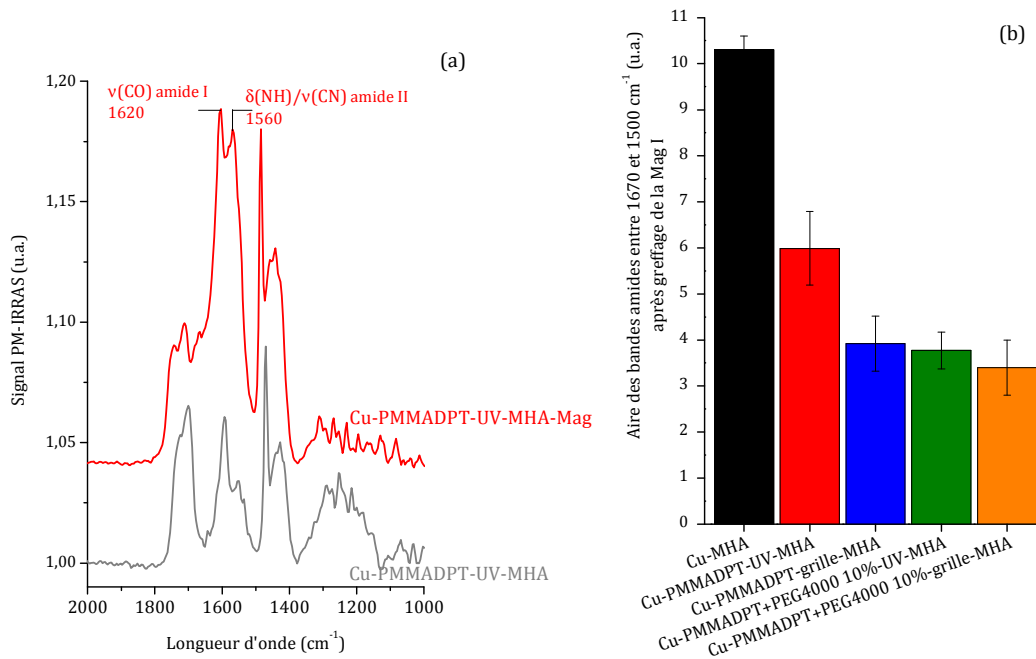 (a)
1,20
1,15
1,10
1,05
1,00
Signal PM-IRRAS (u.a.)
ν(CO) amide I
1620
δ(NH)/ν(CN) amide II
1560
Cu-PMMADPT-UV-MHA-Mag
Cu-PMMADPT-UV-MHA
2000
1800
1600
1400
1200
1000
Longueur d'onde (cm⁻¹)
(b)
11
10
9
8
7
6
5
4
3
2
1
0
Aire des bandes amides entre 1670 et 1500 cm⁻¹ (u.a.)
après greffage de la Mag I
Cu-MHA
Cu-PMMADPT-UV-MHA
Cu-PMMADPT-grille-MHA
Cu-PMMADPT+PEG4000 10%-UV-MHA
Cu-PMMADPT+PEG4000 10%-grille-MHA